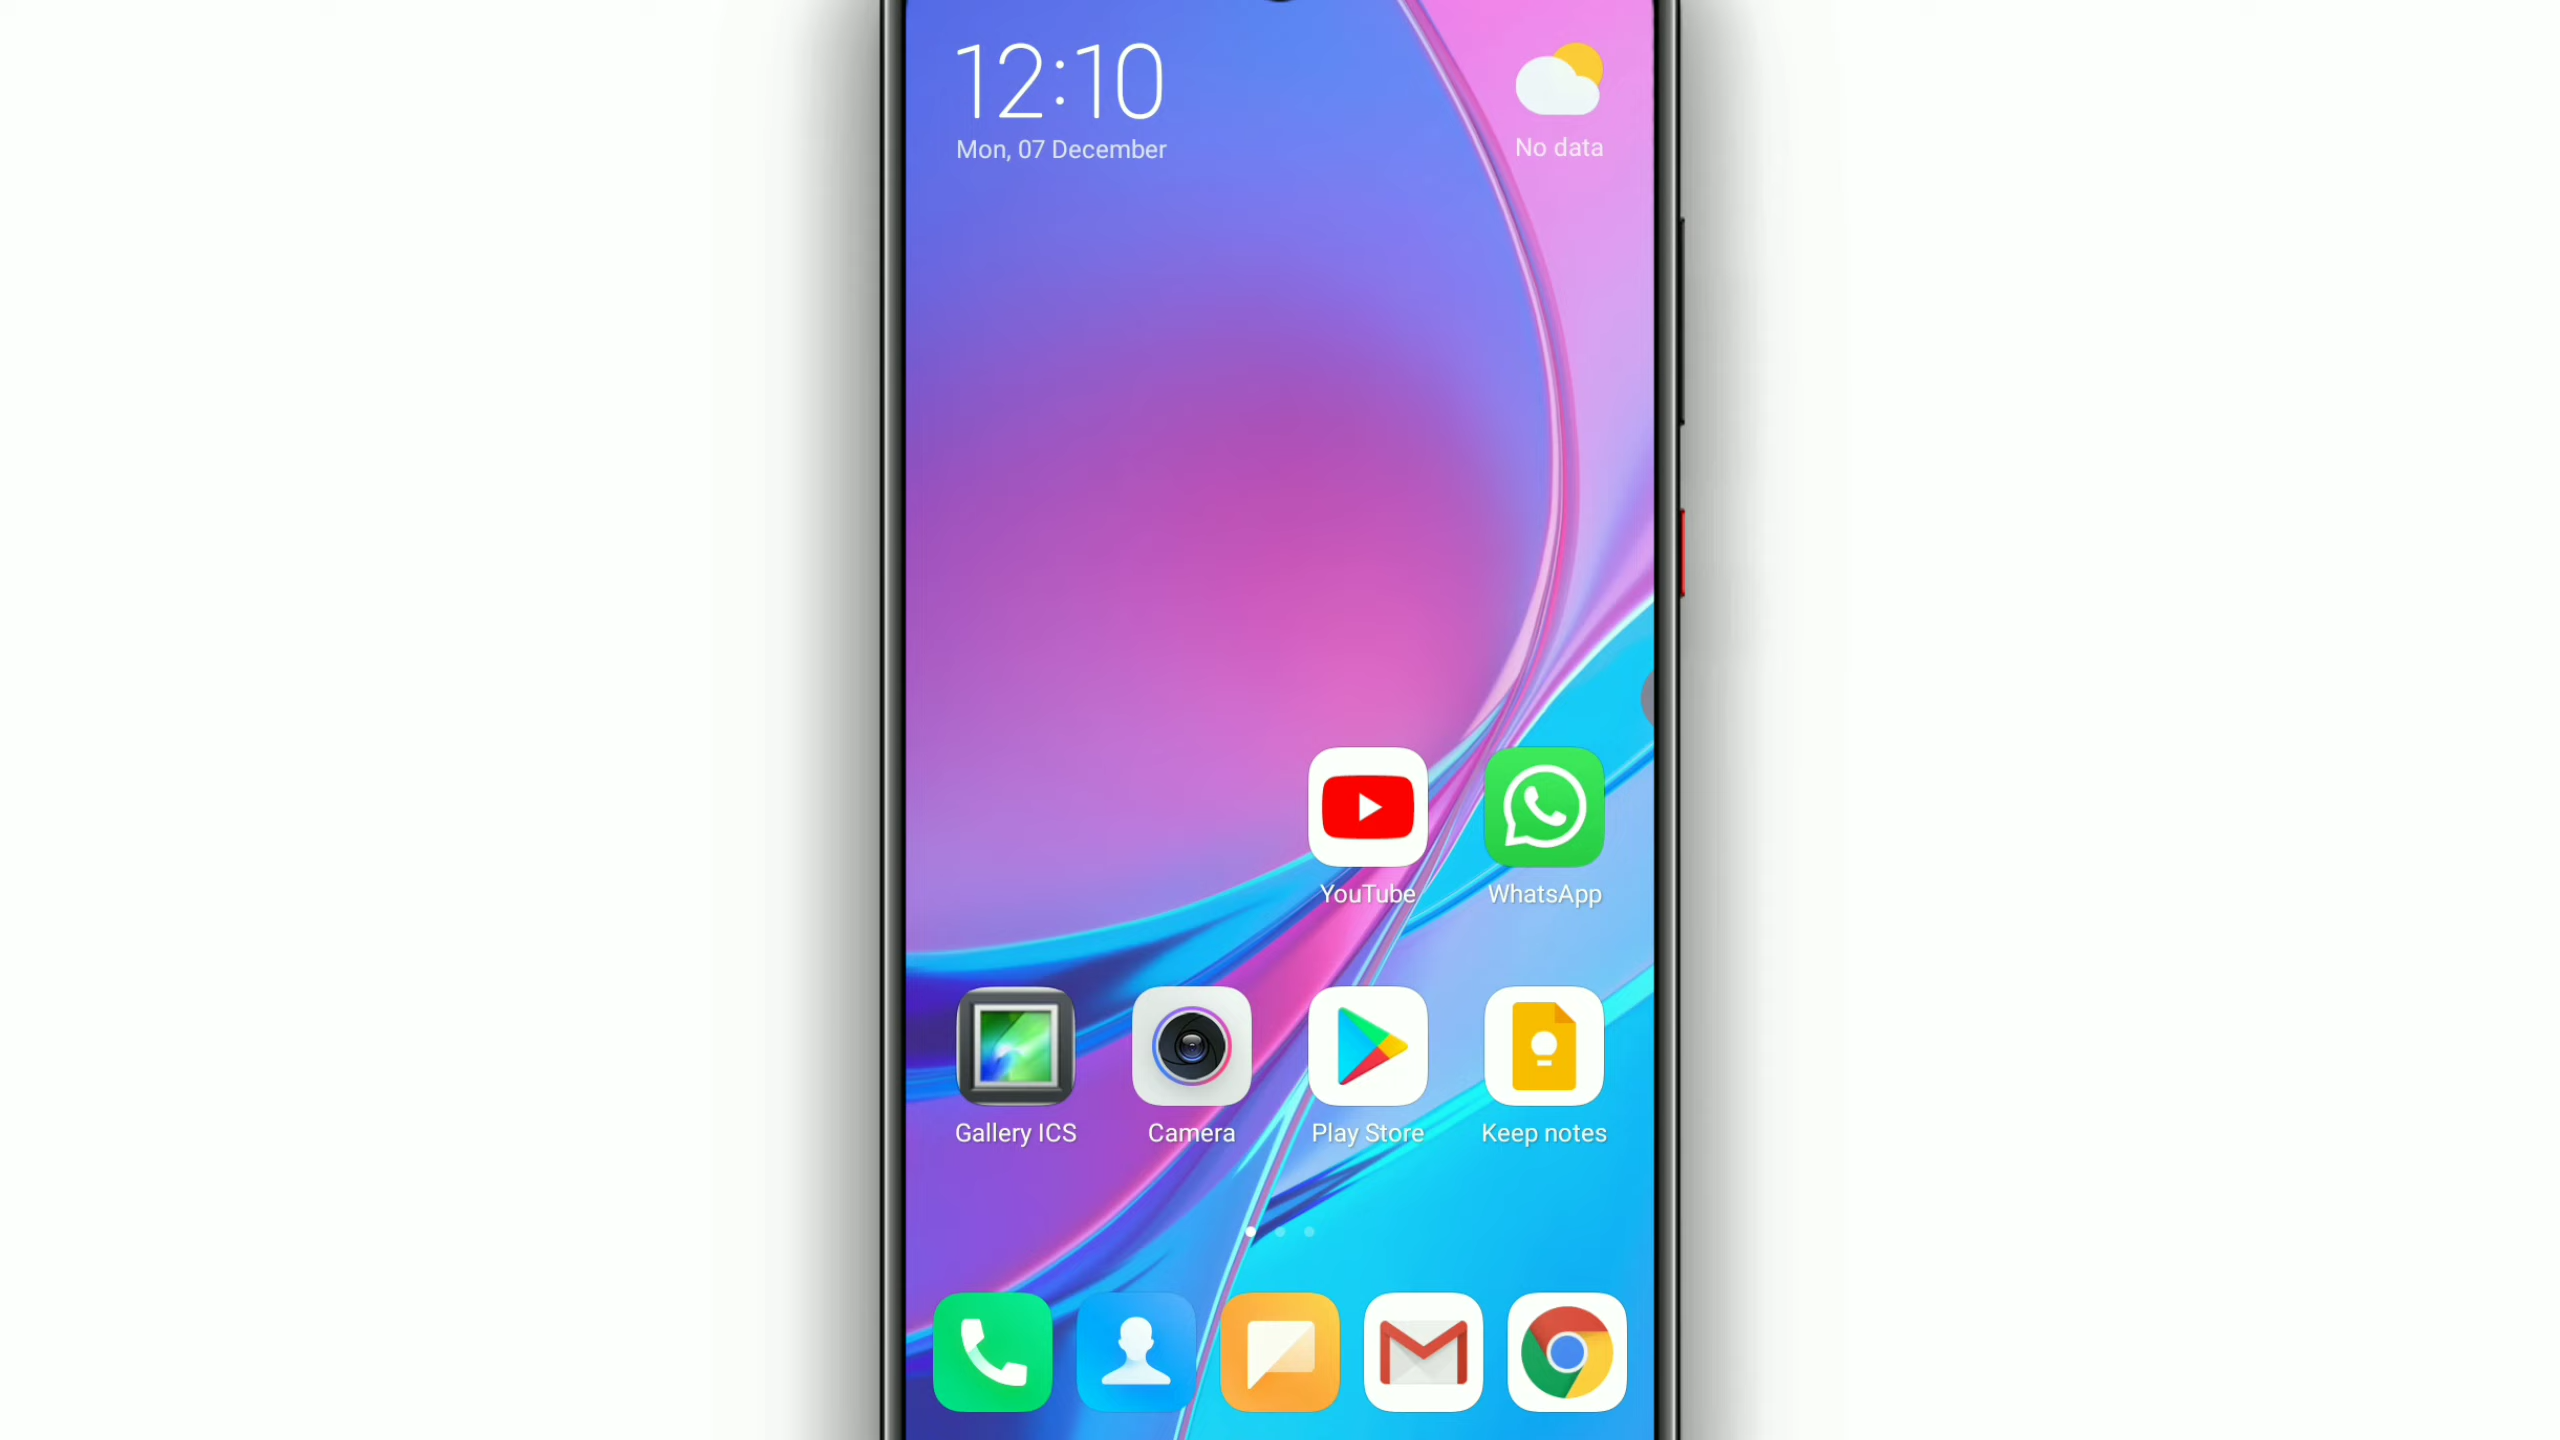 12:10
Mon, 07 December
No data
YouTube
WhatsApp
Gallery ICS
Camera
Play Store
Keep notes